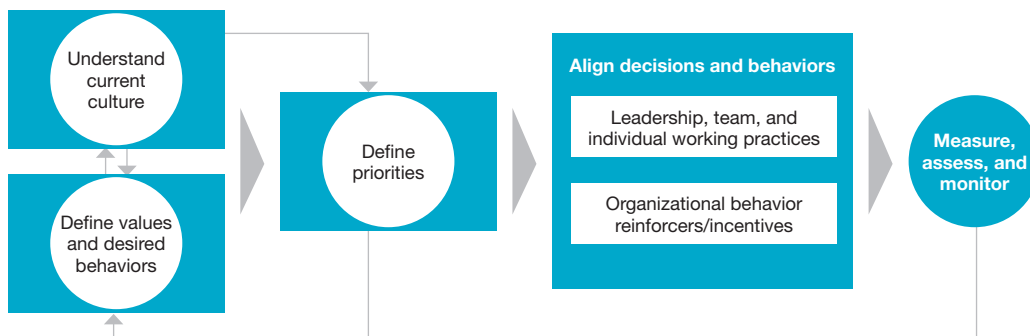 Understand
current
culture
Define values
and desired
behaviors
Define
priorities
Align decisions and behaviors
Leadership, team, and
individual working practices
Organizational behavior
reinforcers/incentives
Measure,
assess, and
monitor